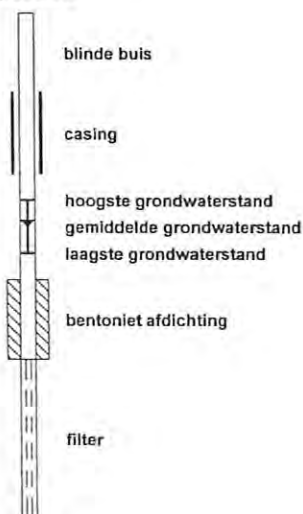 blinde buis
casing
hoogste grondwaterstand
gemiddelde grondwaterstand
laagste grondwaterstand
bentoniet afdichting
filter